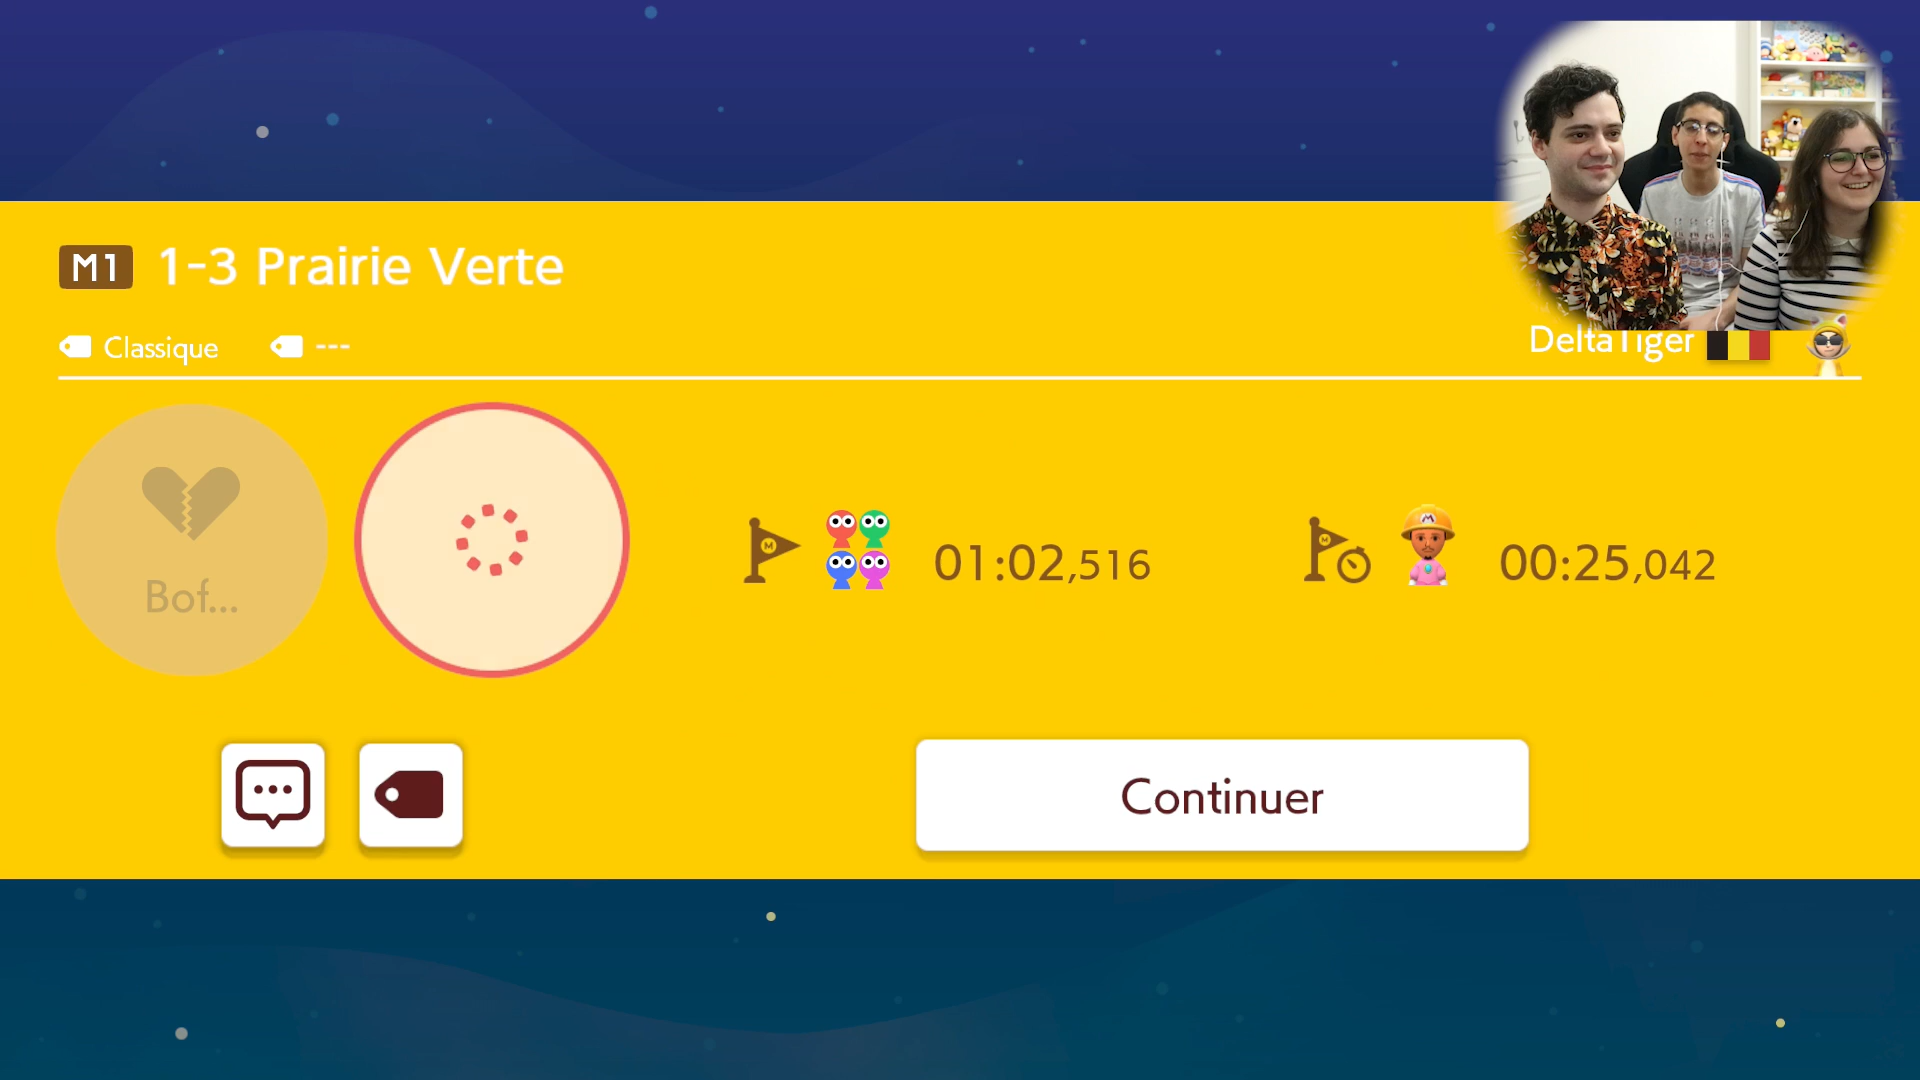 M1 1-3 Prairie Verte
Classique ---
DeltaTiger
Bof...
01:02,516
00:25,042
Continuer